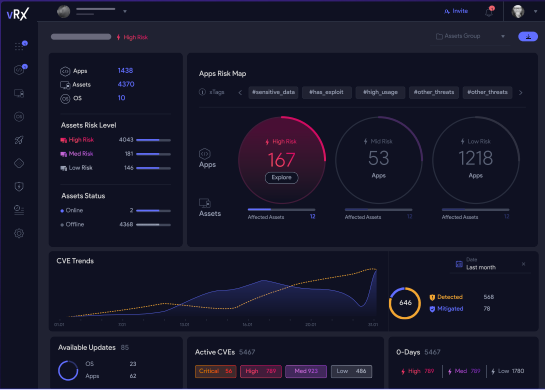 vRx
Invite
High Risk
Assets Group
Apps 1438
Assets 4370
OS 10
Assets Risk Level
High Risk 4043
Med Risk 181
Low Risk 146
Assets Status
Online 2
Offline 4368
Apps Risk Map
xTags
#sensitive_data #has_exploit #high_usage #other_threats #other_threats
Apps
High Risk
167
Explore
Mid Risk
53
Apps
Low Risk
1218
Apps
Assets
Affected Assets 12
Affected Assets 12
Affected Assets 12
CVE Trends
Date
Last month
646
Detected 568
Mitigated 78
Available Updates 85
OS 23
Apps 62
Active CVEs 5467
Critical 56
High 789
Med 923
Low 486
0-Days 5467
High 789
Med 789
Low 1780